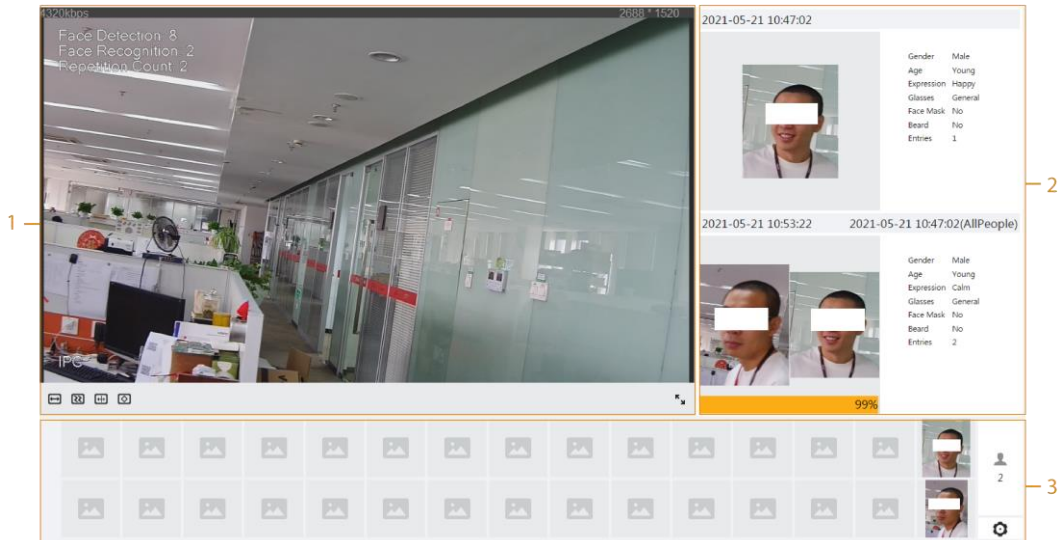 4320kbps
2688 * 1520
Face Detection: 8
Face Recognition: 2
Repetition Count: 2
IPC
1
2021-05-21 10:47:02
Gender Male
Age Young
Expression Happy
Glasses General
Face Mask No
Beard No
Entries 1
2
2021-05-21 10:53:22 2021-05-21 10:47:02(AllPeople)
Gender Male
Age Young
Expression Calm
Glasses General
Face Mask No
Beard No
Entries 2
99%
2
3